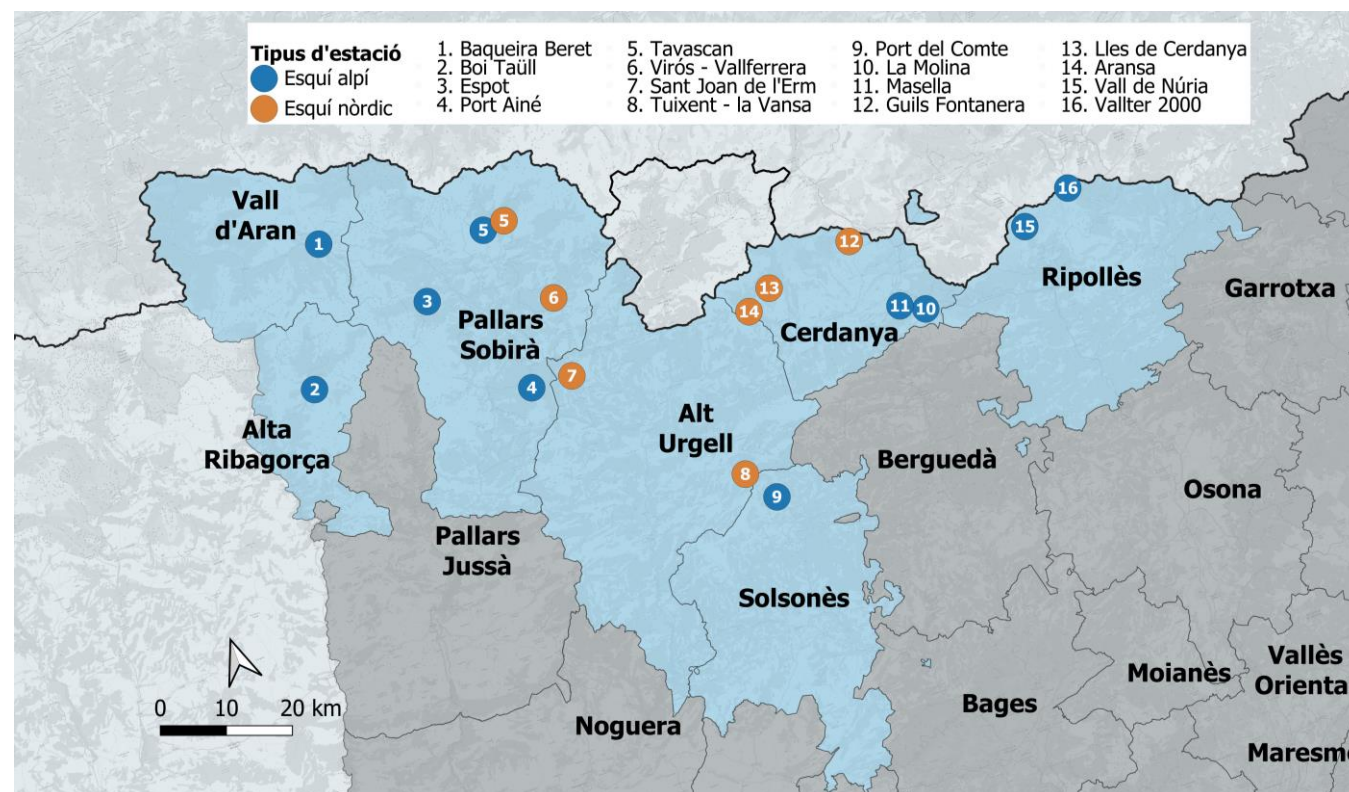 Tipus d'estació
Esquí alpí
Esquí nòrdic
1. Baqueira Beret
2. Boi Taüll
3. Espot
4. Port Ainé
5. Tavascan
6. Virós - Vallferrera
7. Sant Joan de l'Erm
8. Tuixent - la Vansa
9. Port del Comte
10. La Molina
11. Masella
12. Guils Fontanera
13. Lles de Cerdanya
14. Aransa
15. Vall de Núria
16. Vallter 2000
Vall
d'Aran
1
5
5
3
6
Pallars
Sobirà
4
7
2
Alta
Ribagorça
12
13
14
11
10
Cerdanya
15
16
Ripollès
Garrotxa
Alt
Urgell
8
9
Berguedà
Osona
Pallars
Jussà
Solsonès
Noguera
Bages
Moianès
Vallès
Orienta
Maresm
0 10 20 km